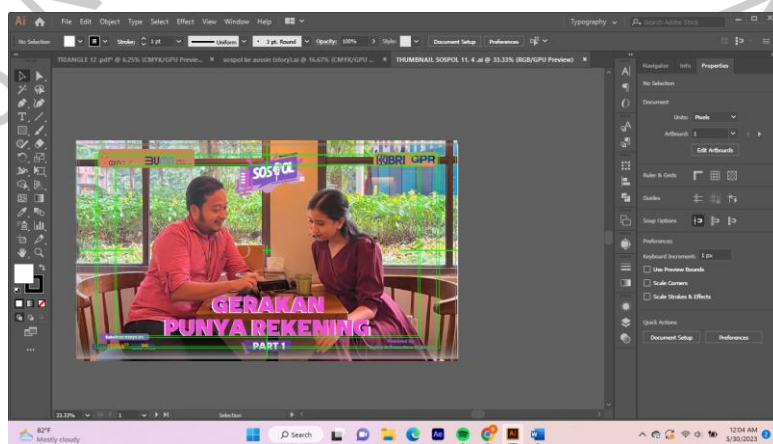 Ai File Edit Object Type Select Effect View Window Help
Typography
Search Adobe Stock
No Selection Stroke: 1 pt Uniform 3 pt. Round Opacity: 100% Style: Document Setup Preferences
TRIANGLE 12 .pdf* @ 6.25% (CMYK/GPU Previe...
sospol ke aussie (story).ai @ 16.67% (CMYK/GPU ...
THUMBNAIL SOSPOL 11. 4 .ai @ 33.33% (RGB/GPU Preview)
BRI GPR
GERAKAN
PUNYA REKENING
PART 1
33.33% 1 Selection
Navigator Info Properties
No Selection
Document
Units: Pixels
Artboard: 1
Edit Artboards
Ruler & Grids
Guides
Snap Options
Preferences
Keyboard Increment: 1 px
Use Preview Bounds
Scale Corners
Scale Strokes & Effects
Quick Actions
Document Setup Preferences
82°F
Mostly cloudy
Search
12:04 AM
5/30/2023